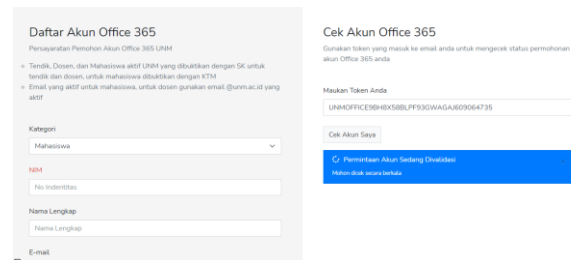 Daftar Akun Office 365
Persayaratan Pemohon Akun Office 365 UNM
Tendik, Dosen, dan Mahasiswa aktif UNM yang dibuktikan dengan SK untuk
tendik dan dosen, untuk mahasiswa dibuktikan dengan KTM
Email yang aktif untuk mahasiswa, untuk dosen gunakan email @unm.ac.id yang
aktif
Kategori
Mahasiswa
NIM
No Indentitas
Nama Lengkap
Nama Lengkap
E-mail
Cek Akun Office 365
Gunakan token yang masuk ke email anda untuk mengecek status permohonan
akun Office 365 anda
Maukan Token Anda
UNMOFFICE9BH8X58BLPF93GWAGAJ609064735
Cek Akun Saya
Permintaan Akun Sedang Divalidasi
Mohon dicek secara berkala